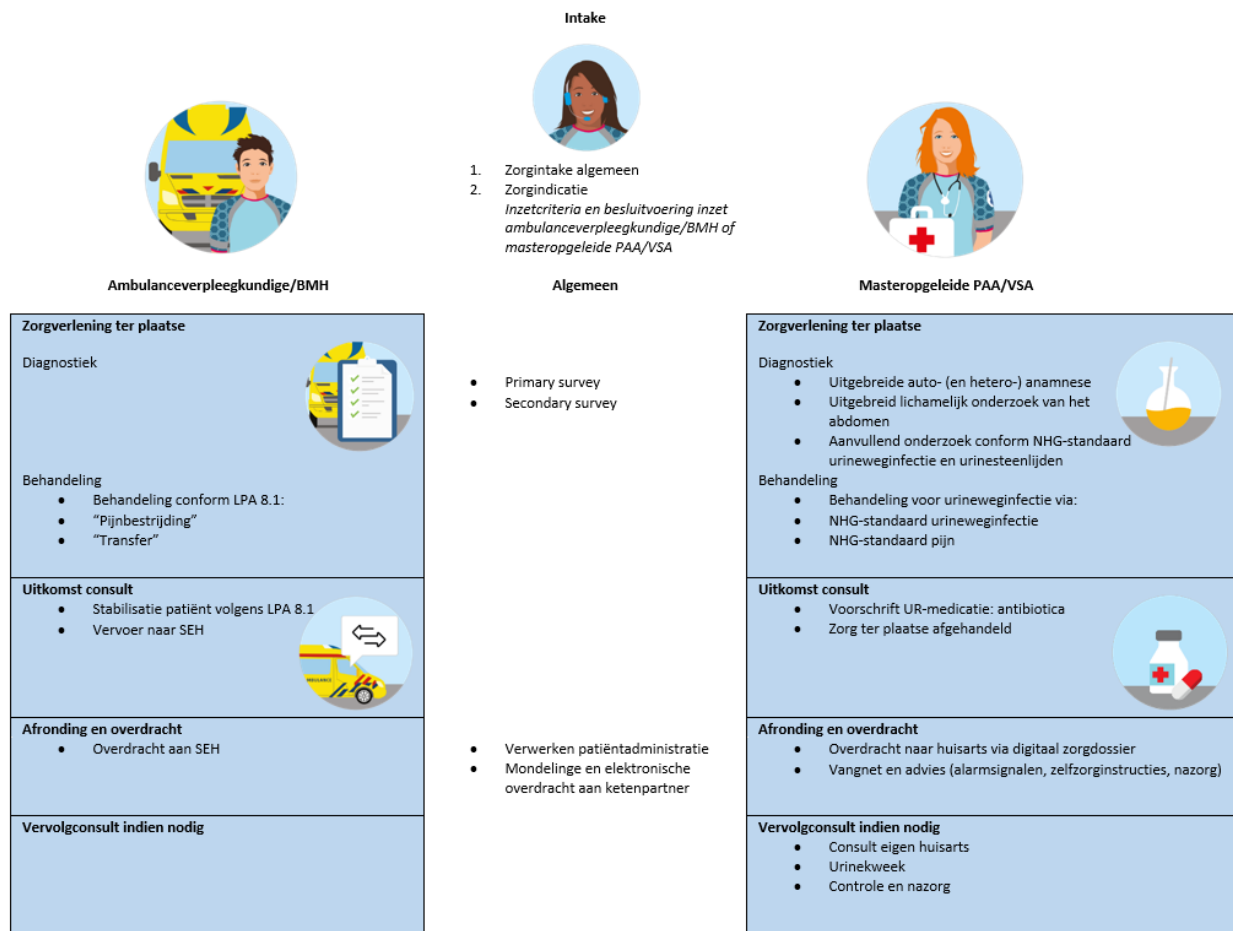 Intake
1. Zorgintake algemeen
2. Zorgindicatie
Inzetcriteria en besluitvoering inzet
ambulanceverpleegkundige/BMH of
masteropgeleide PAA/VSA
Ambulanceverpleegkundige/BMH
Zorgverlening ter plaatse
Diagnostiek
Behandeling
• Behandeling conform LPA 8.1:
• “Pijnbestrijding”
• “Transfer”
Uitkomst consult
• Stabilisatie patiënt volgens LPA 8.1
• Vervoer naar SEH
AMBULANCE
Afronding en overdracht
• Overdracht aan SEH
Vervolgconsult indien nodig
Algemeen
• Primary survey
• Secondary survey
• Verwerken patiëntadministratie
• Mondelinge en elektronische
overdracht aan ketenpartner
Masteropgeleide PAA/VSA
Zorgverlening ter plaatse
Diagnostiek
• Uitgebreide auto- (en hetero-) anamnese
• Uitgebreid lichamelijk onderzoek van het
abdomen
• Aanvullend onderzoek conform NHG-standaard
urineweginfectie en urinesteenlijden
Behandeling
• Behandeling voor urineweginfectie via:
• NHG-standaard urineweginfectie
• NHG-standaard pijn
Uitkomst consult
• Voorschrift UR-medicatie: antibiotica
• Zorg ter plaatse afgehandeld
Afronding en overdracht
• Overdracht naar huisarts via digitaal zorgdossier
• Vangnet en advies (alarmsignalen, zelfzorginstructies, nazorg)
Vervolgconsult indien nodig
• Consult eigen huisarts
• Urinekweek
• Controle en nazorg